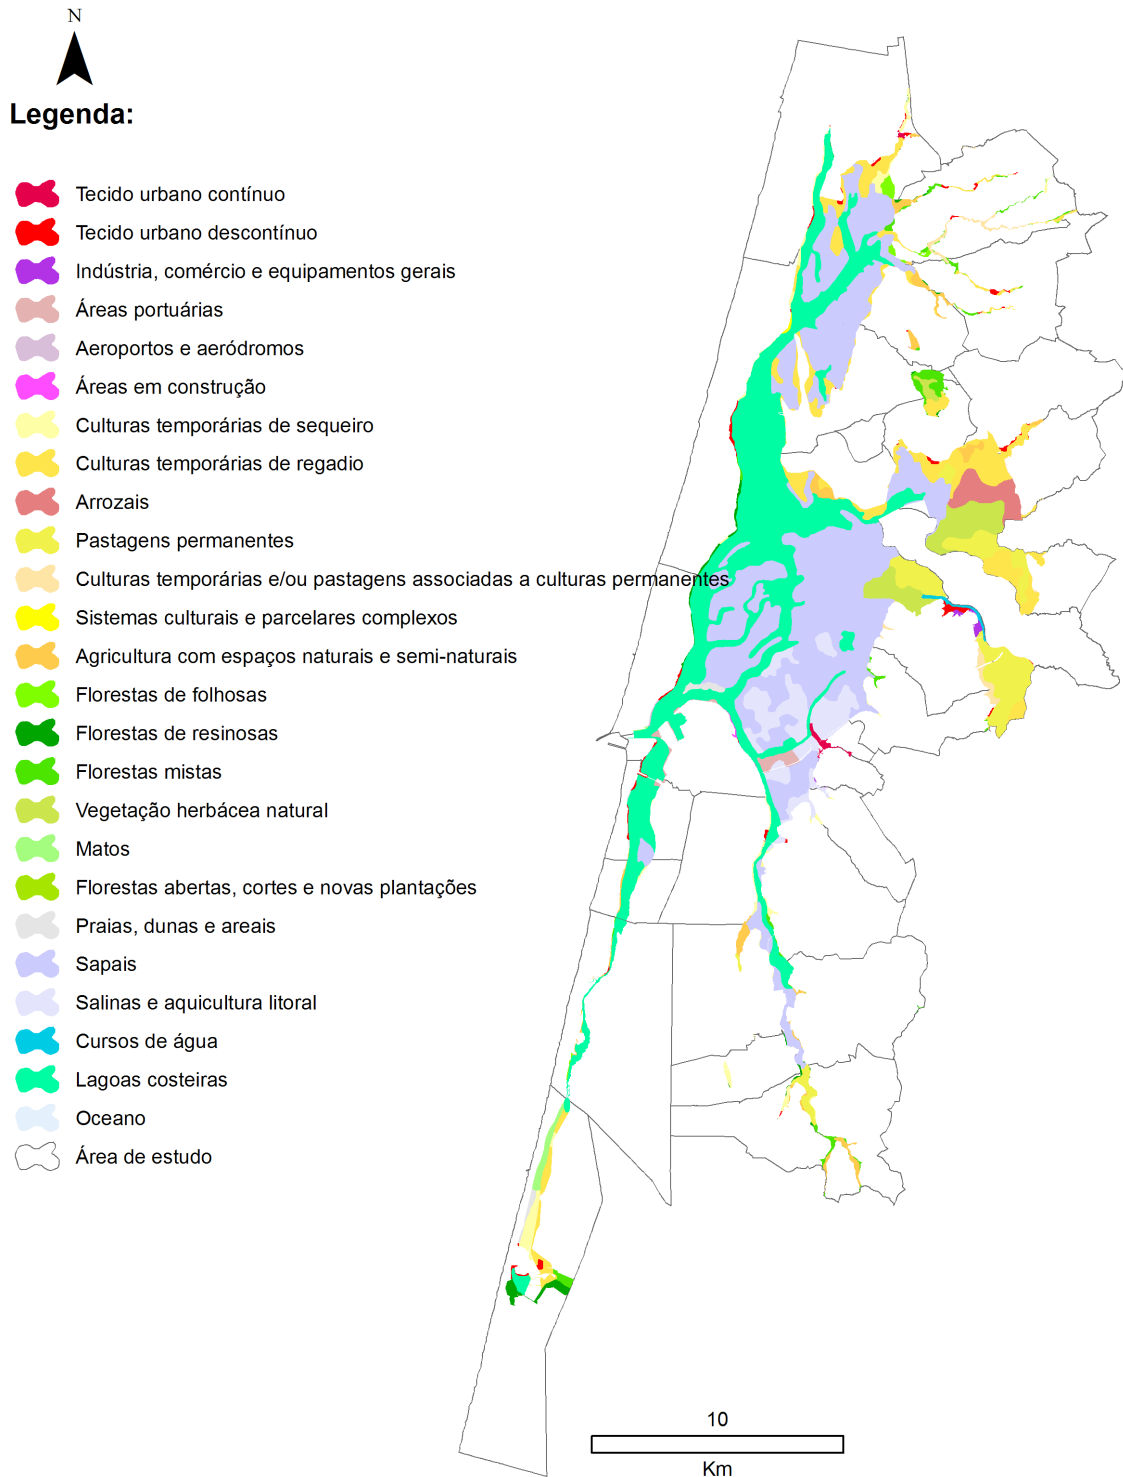 N
Legenda:
Tecido urbano contínuo
Tecido urbano descontínuo
Indústria, comércio e equipamentos gerais
Áreas portuárias
Aeroportos e aeródromos
Áreas em construção
Culturas temporárias de sequeiro
Culturas temporárias de regadio
Arrozais
Pastagens permanentes
Culturas temporárias e/ou pastagens associadas a culturas permanentes
Sistemas culturais e parcelares complexos
Agricultura com espaços naturais e semi-naturais
Florestas de folhosas
Florestas de resinosas
Florestas mistas
Vegetação herbácea natural
Matos
Florestas abertas, cortes e novas plantações
Praias, dunas e areais
Sapais
Salinas e aquicultura litoral
Cursos de água
Lagoas costeiras
Oceano
Área de estudo
10
Km